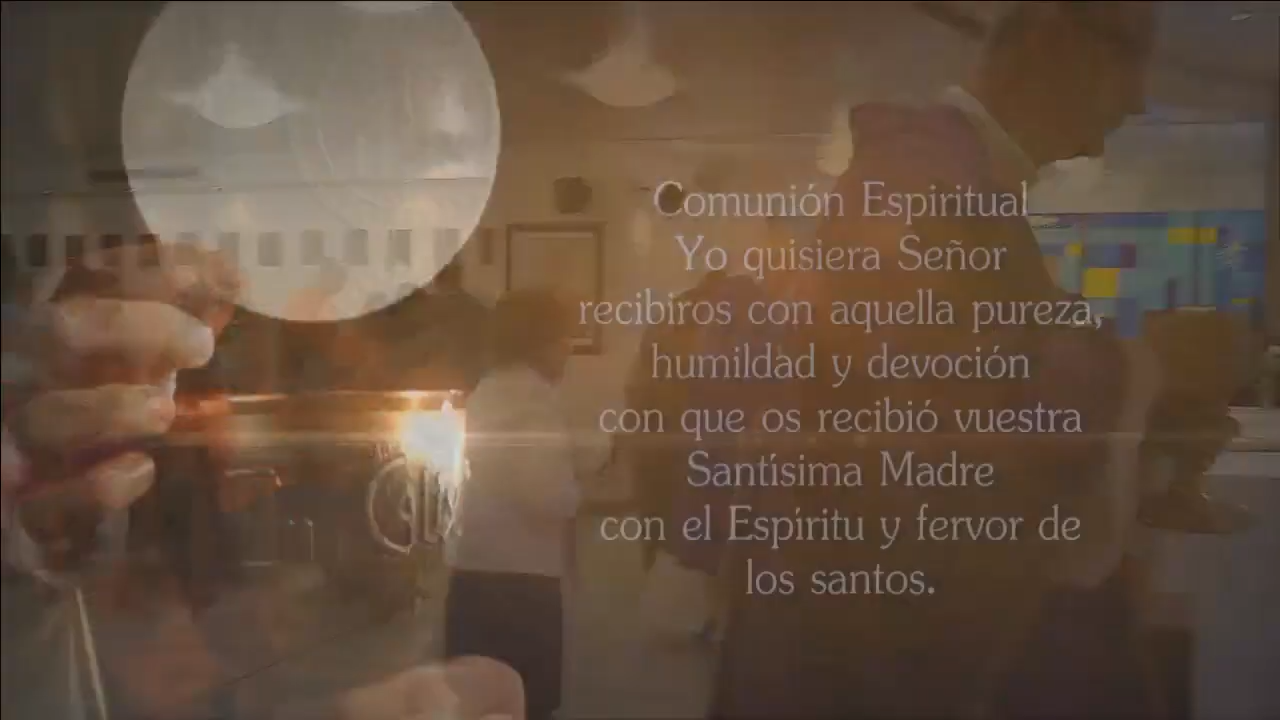 Comunión Espiritual
Yo quisiera Señor
recibiros con aquella pureza,
humildad y devoción
con que os recibió vuestra
Santísima Madre
con el Espíritu y fervor de
los santos.